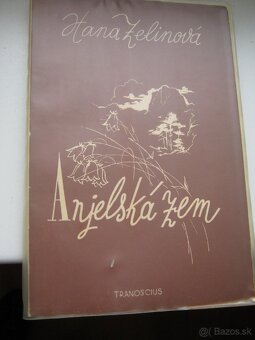 Hana Zelinová
Anjelská zem
TRANOSCIUS
Bazos.sk